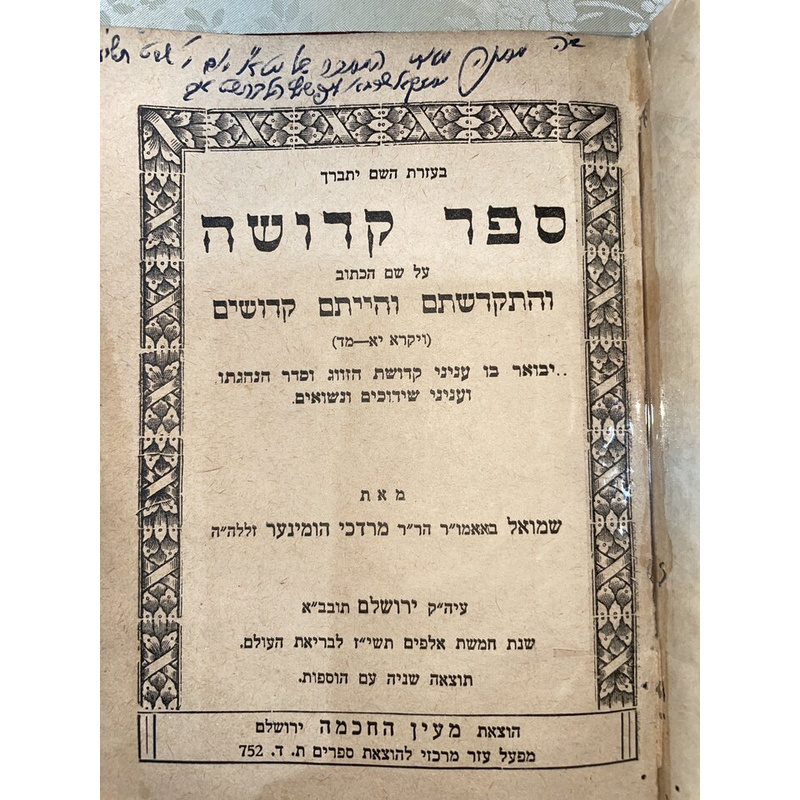 ב״ה מתנה
בעזרת השם יתברך
ספר קדושה
על שם הכתוב
והתקדשתם והייתם קדושים
(ויקרא יא—מד)
..יבואר בו עניני קדושת הזווג וסדר הנהגתו.
ועניני שידוכים ונשואים.
מאת
שמואל באאמו״ר הר״ר מרדכי הומינער זללה״ה
עיה״ק ירושלם תובב״א
שנת חמשת אלפים תשי״ז לבריאת העולם.
תוצאה שניה עם הוספות.
הוצאת מעין החכמה ירושלם
מפעל עזר מרכזי להוצאת ספרים ת. ד. 752